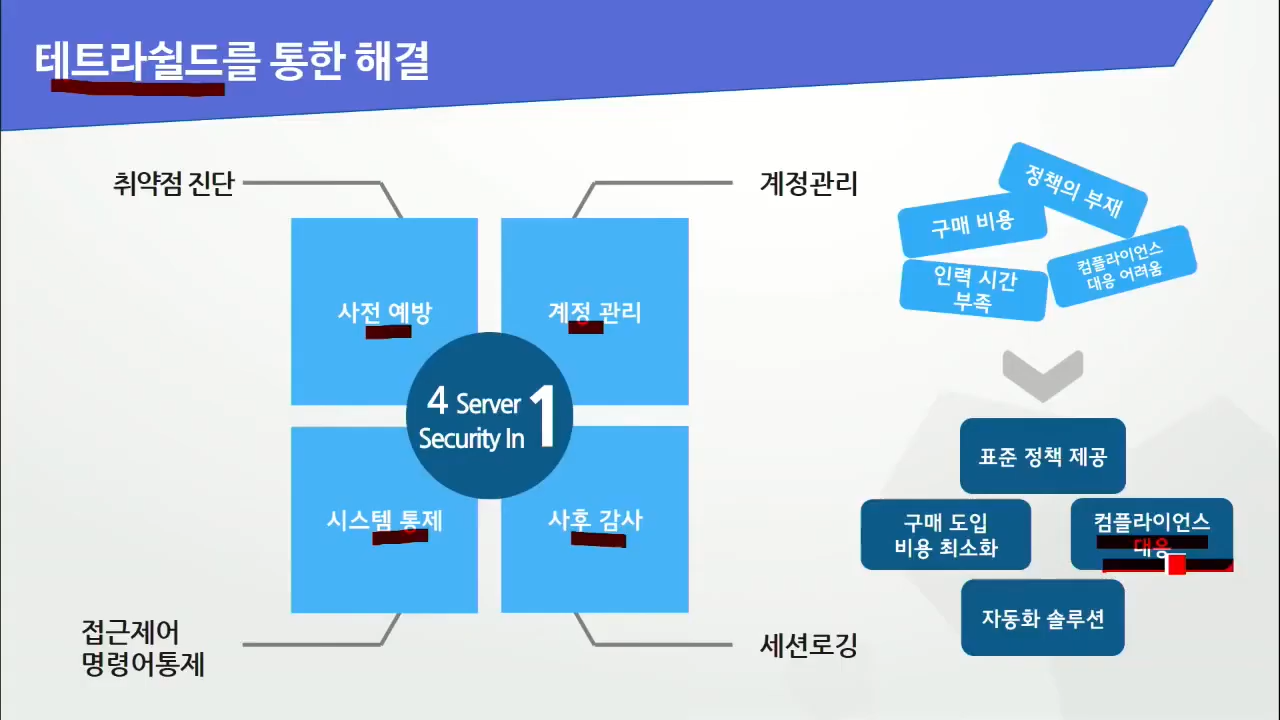 테트라쉴드를 통한 해결
취약점 진단
계정관리
사전 예방
계정 관리
4 Server
Security In 1
시스템 통제
사후 감사
접근제어
명령어통제
세션로깅
정책의 부재
구매 비용
컴플라이언스
대응 어려움
인력 시간
부족
표준 정책 제공
구매 도입
비용 최소화
컴플라이언스
대응
자동화 솔루션